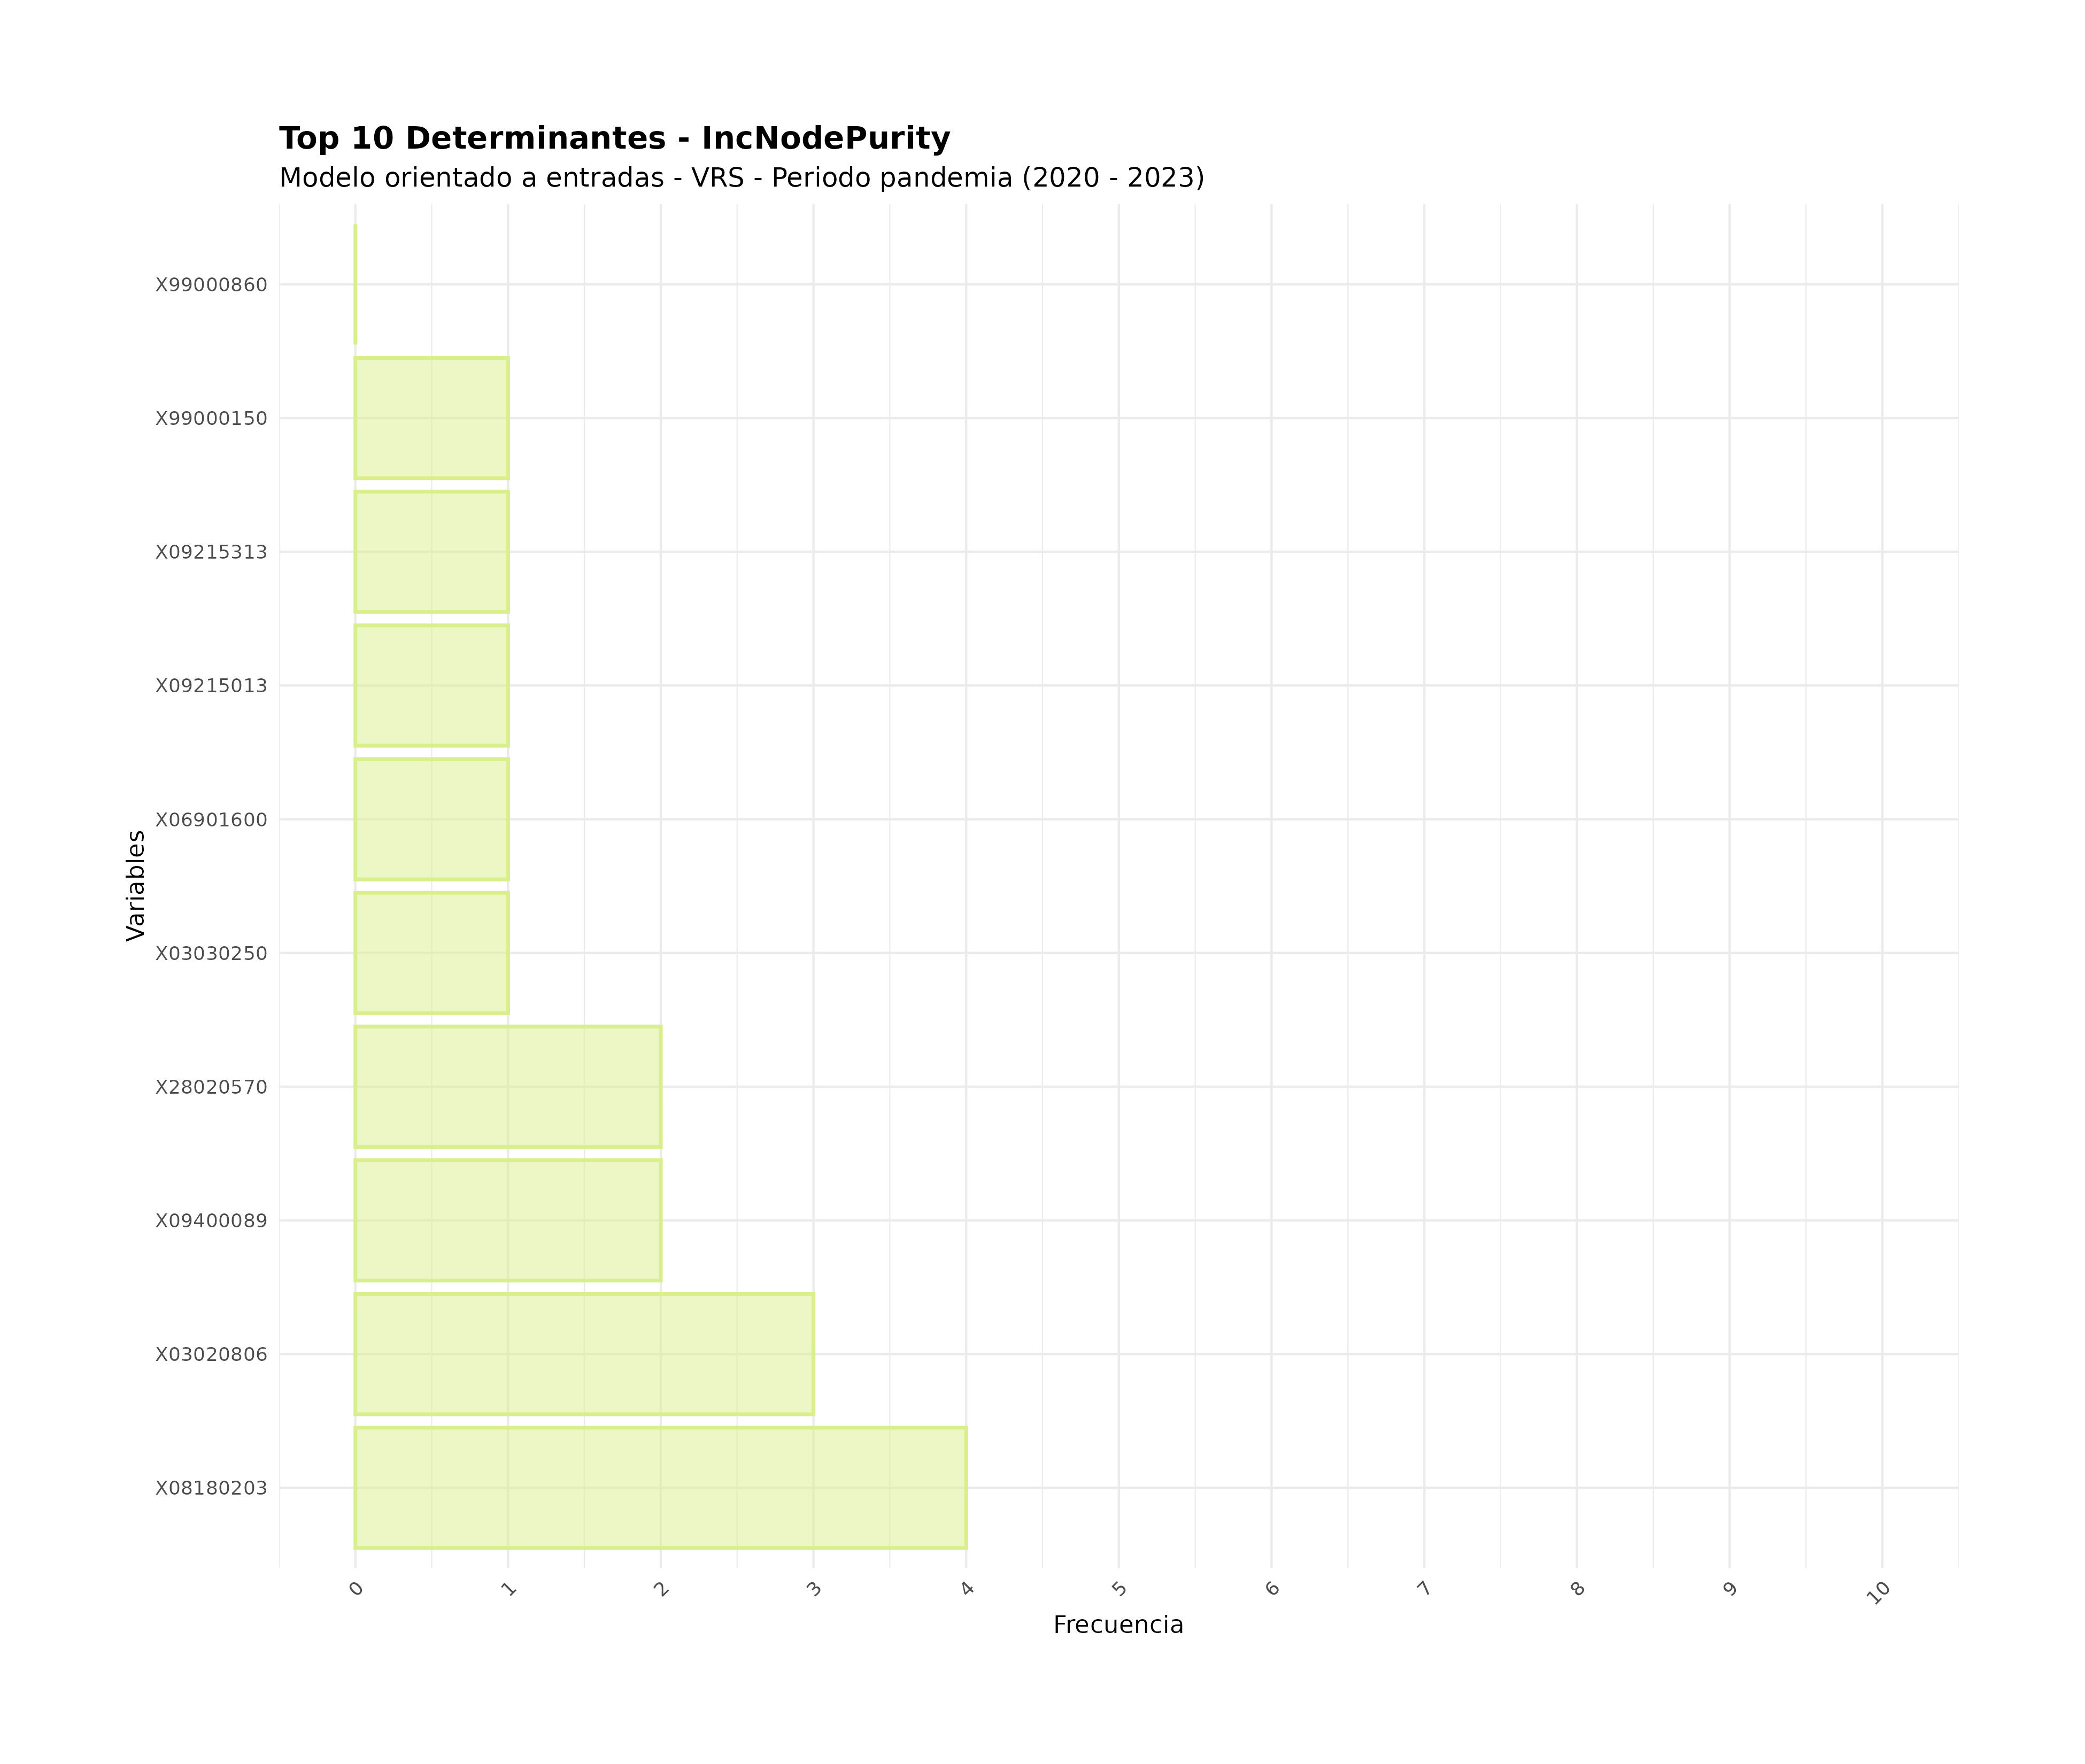 Top 10 Determinantes - IncNodePurity
Modelo orientado a entradas - VRS - Periodo pandemia (2020 - 2023)
Variables
X99000860
X99000150
X09215313
X09215013
X06901600
X03030250
X28020570
X09400089
X03020806
X08180203
0 1 2 3 4 5 6 7 8 9 10
Frecuencia